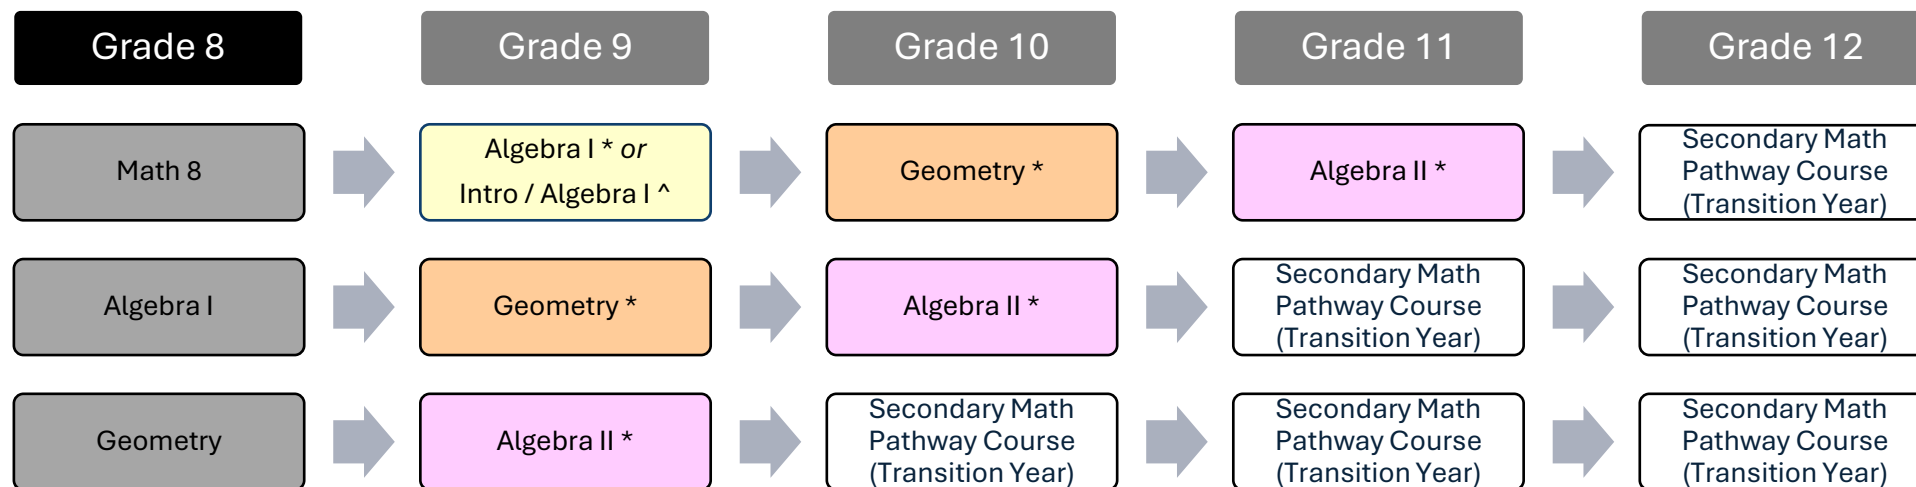 Grade 8
Grade 9
Grade 10
Grade 11
Grade 12
Math 8
Algebra I * or
Intro / Algebra I ^
Geometry *
Algebra II *
Secondary Math
Pathway Course
(Transition Year)
Algebra I
Geometry *
Algebra II *
Secondary Math
Pathway Course
(Transition Year)
Secondary Math
Pathway Course
(Transition Year)
Geometry
Algebra II *
Secondary Math
Pathway Course
(Transition Year)
Secondary Math
Pathway Course
(Transition Year)
Secondary Math
Pathway Course
(Transition Year)